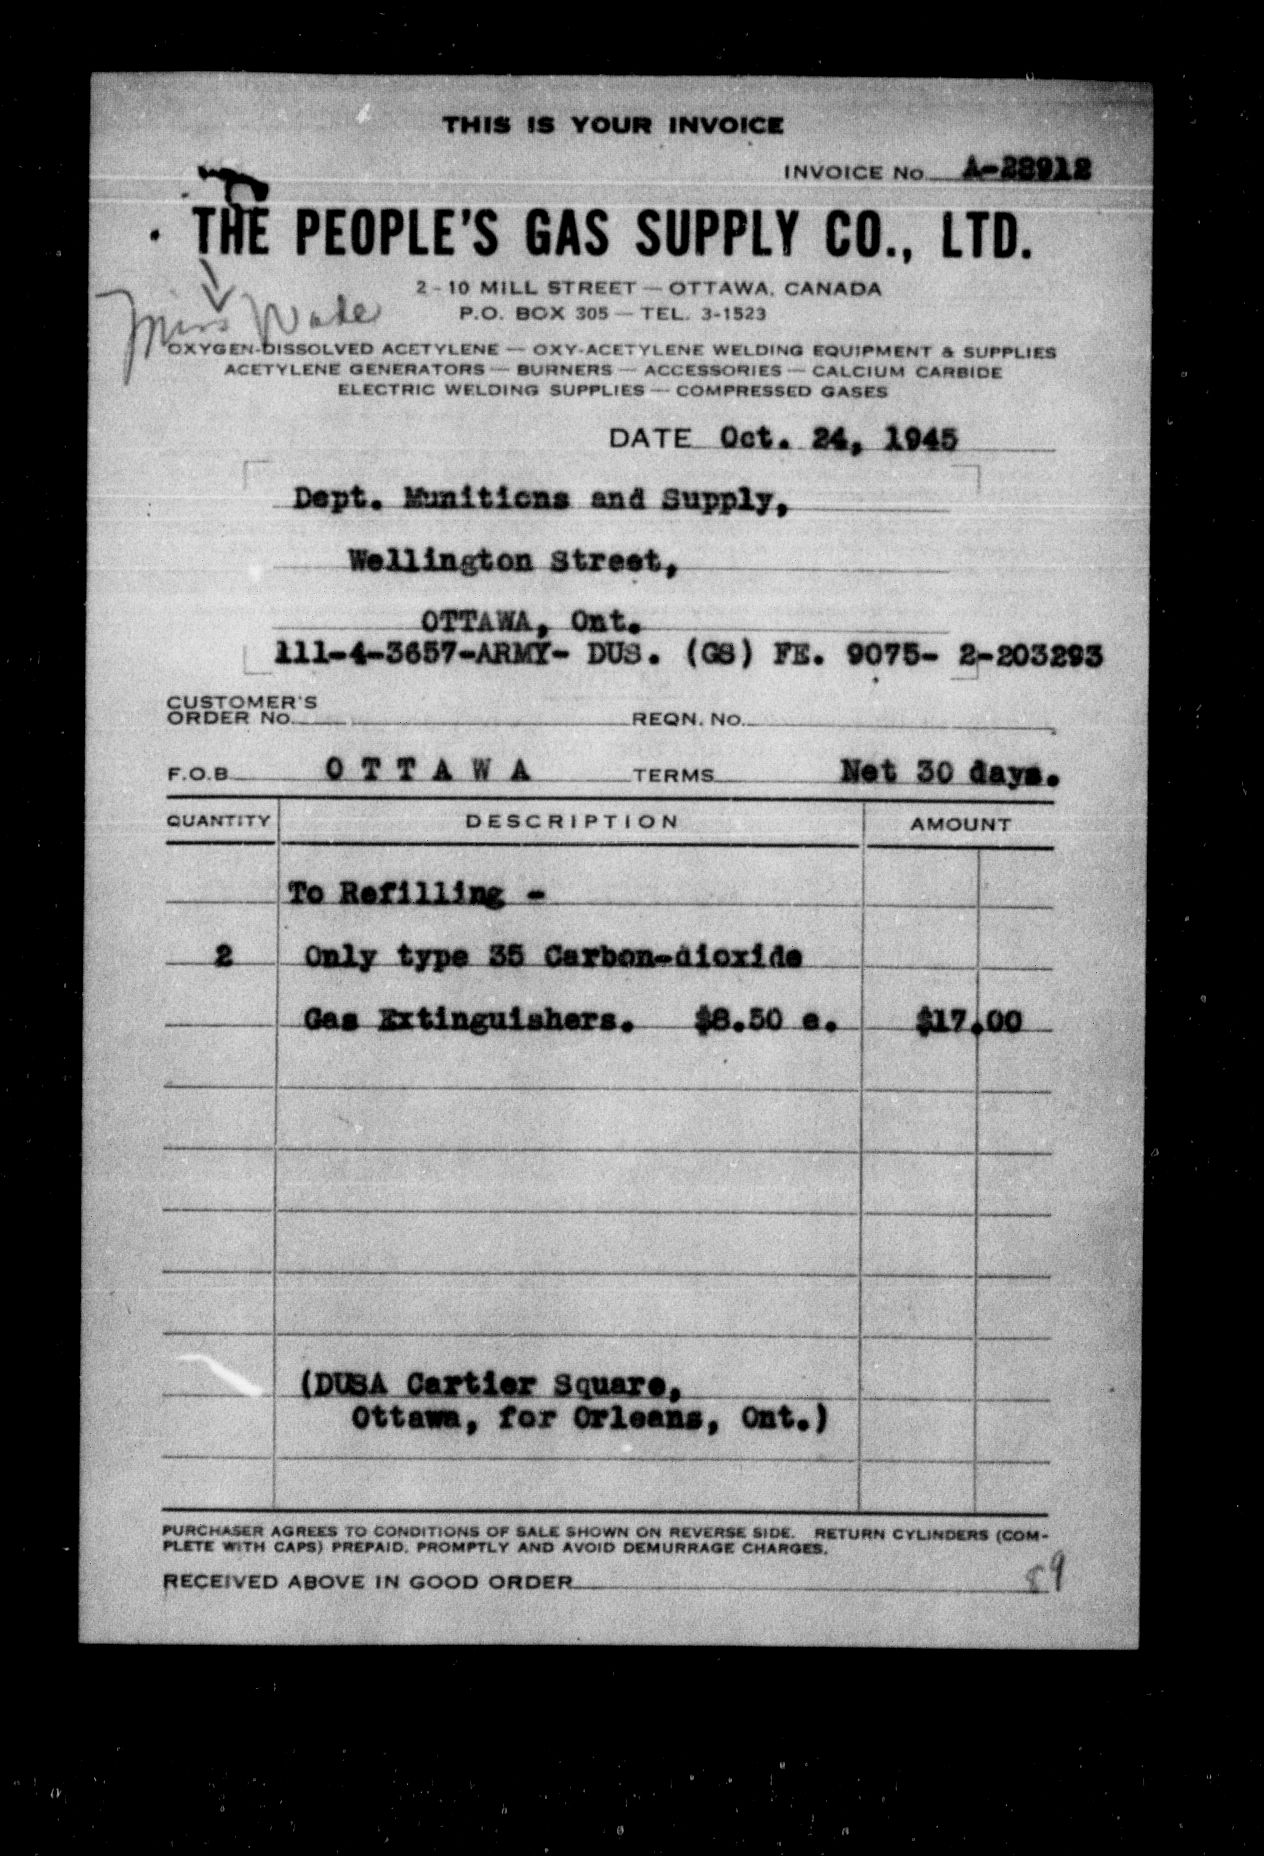 THIS IS YOUR INVOICE
INVOICE No. A-28912
THE PEOPLE'S GAS SUPPLY CO., LTD.
2-10 MILL STREET — OTTAWA, CANADA
P.O. BOX 305 — TEL. 3-1523
Miss Wade
OXYGEN-DISSOLVED ACETYLENE — OXY-ACETYLENE WELDING EQUIPMENT & SUPPLIES
ACETYLENE GENERATORS — BURNERS — ACCESSORIES — CALCIUM CARBIDE
ELECTRIC WELDING SUPPLIES — COMPRESSED GASES
DATE Oct. 24, 1945
Dept. Munitions and Supply,
Wellington Street,
OTTAWA, Ont.
111-4-3657-ARMY- DUS. (GS) FE. 9075- 2-203293
CUSTOMER'S
ORDER No. REQN. No.
F.O.B. O T T A W A TERMS Net 30 days.
QUANTITY DESCRIPTION AMOUNT
To Refilling -
2 Only type 35 Carbon-dioxide
Gas Extinguishers. $8.50 e. $17.00
(DUSA Cartier Square,
Ottawa, for Orleans, Ont.)
PURCHASER AGREES TO CONDITIONS OF SALE SHOWN ON REVERSE SIDE. RETURN CYLINDERS (COM-
PLETE WITH CAPS) PREPAID, PROMPTLY AND AVOID DEMURRAGE CHARGES.
RECEIVED ABOVE IN GOOD ORDER
89